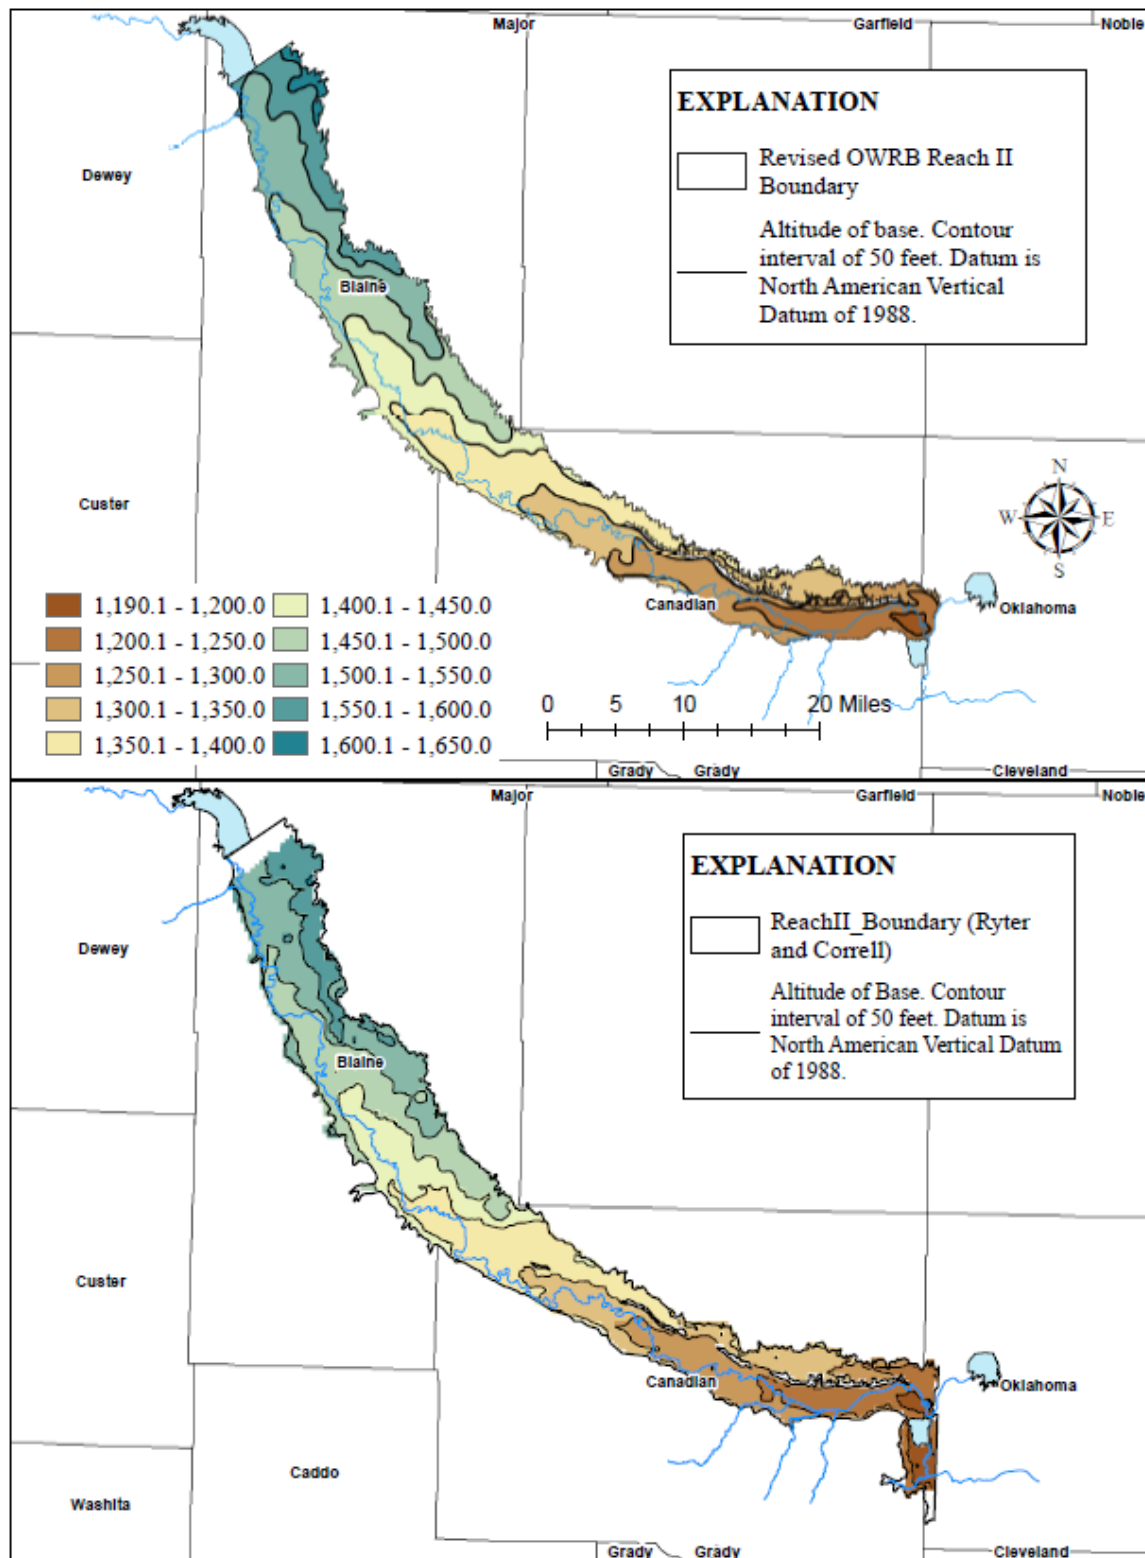 Major
Garfield
Noble
EXPLANATION
Revised OWRB Reach II
Boundary
Altitude of base. Contour
interval of 50 feet. Datum is
North American Vertical
Datum of 1988.
Dewey
Blaine
Custer
N
W
E
S
Canadian
Oklahoma
1,190.1 - 1,200.0
1,200.1 - 1,250.0
1,250.1 - 1,300.0
1,300.1 - 1,350.0
1,350.1 - 1,400.0
1,400.1 - 1,450.0
1,450.1 - 1,500.0
1,500.1 - 1,550.0
1,550.1 - 1,600.0
1,600.1 - 1,650.0
0 5 10 20 Miles
Grady Grady
Cleveland
Major
Garfield
Noble
EXPLANATION
ReachII_Boundary (Ryter
and Correll)
Altitude of Base. Contour
interval of 50 feet. Datum is
North American Vertical Datum
of 1988.
Dewey
Blaine
Custer
Canadian
Oklahoma
Caddo
Washita
Grady Grady
Cleveland